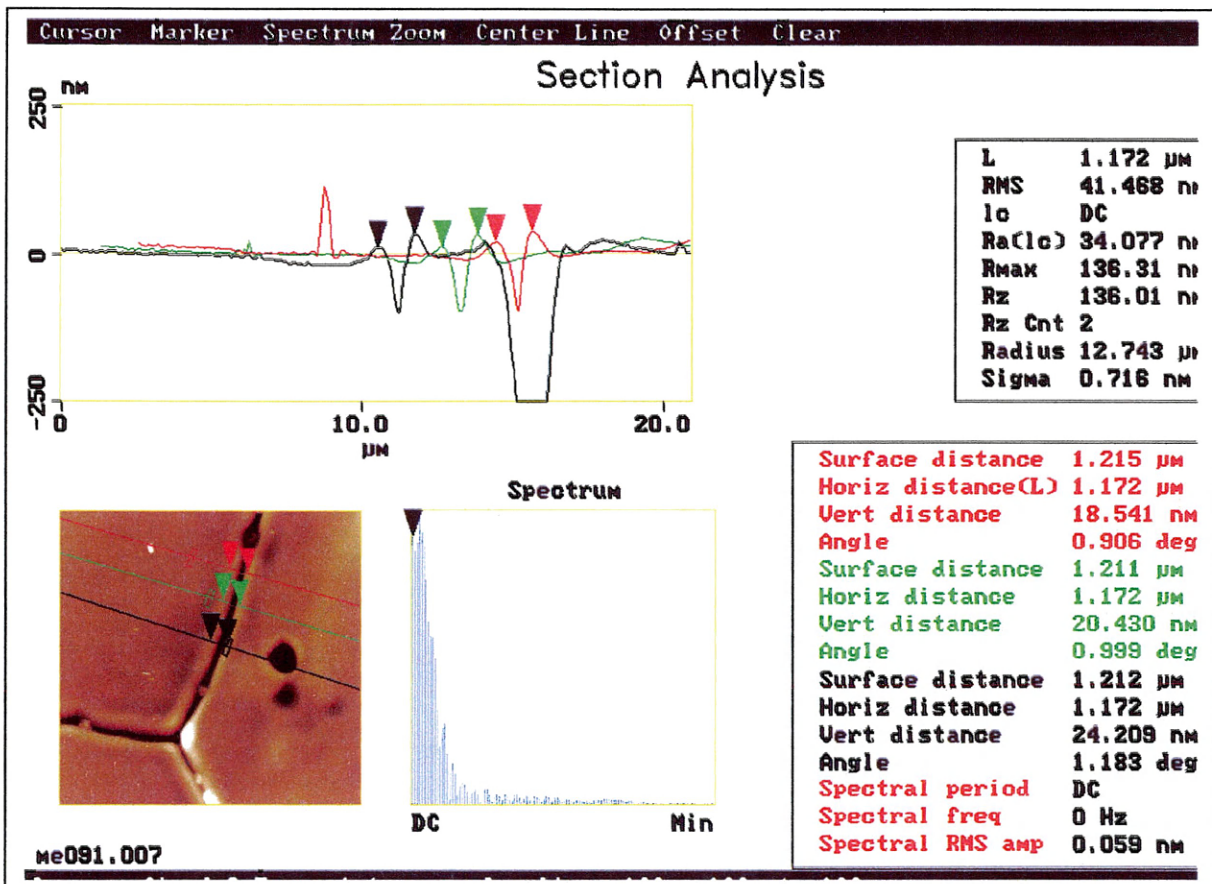 Cursor Marker Spectrum Zoom Center Line Offset Clear
Section Analysis
nM
250
0
-250
0
10.0
20.0
μM
L 1.172 μM
RMS 41.468
lc DC
Ra(lc) 34.077
Rмax 136.31
Rz 136.01
Rz Cnt 2
Radius 12.743
Sigмa 0.716 nM
Surface distance 1.215 μM
Horiz distance(L) 1.172 μM
Vert distance 18.541 nM
Angle 0.906 deg
Surface distance 1.211 μM
Horiz distance 1.172 μM
Vert distance 20.430 nM
Angle 0.999 deg
Surface distance 1.212 μM
Horiz distance 1.172 μM
Vert distance 24.209 nM
Angle 1.183 deg
Spectral period DC
Spectral freq 0 Hz
Spectral RMS amp 0.059 nM
Spectrum
DC
Min
me091.007